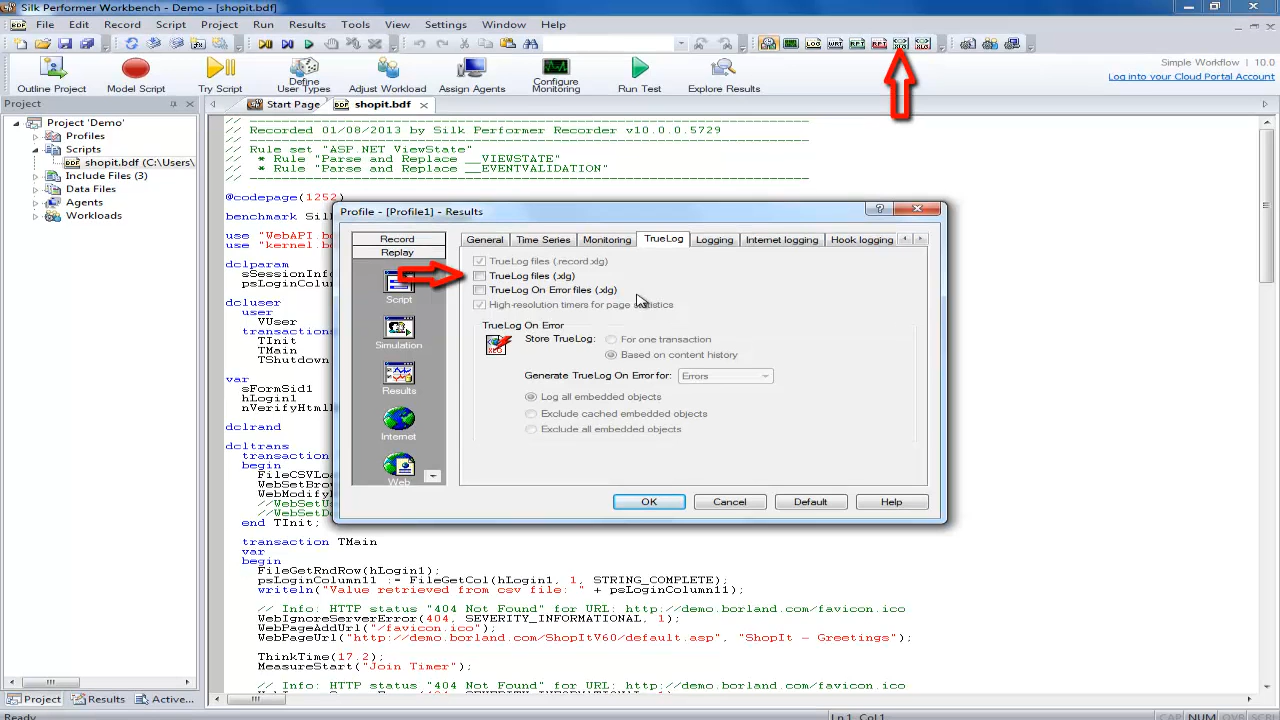 Silk Performer Workbench - Demo - [shopit.bdf]
File Edit Record Script Project Run Results Tools View Settings Window Help
Outline Project
Model Script
Try Script
Define User Types
Adjust Workload
Assign Agents
Configure Monitoring
Run Test
Explore Results
Simple Workflow | 10.0
Log into your Cloud Portal Account
Project
Start Page
shopit.bdf
Project 'Demo'
Profiles
Scripts
shopit.bdf (C:\Users\
Include Files (3)
Data Files
Agents
Workloads
// Recorded 01/08/2013 by Silk Performer Recorder v10.0.0.5729
// Rule set "ASP.NET ViewState"
// * Rule "Parse and Replace __VIEWSTATE"
// * Rule "Parse and Replace __EVENTVALIDATION"
@codepage(1252)
benchmark Sil
use "WebAPI.b
use "kernel.b
dclparam
sSessionInfo
psLoginColumn
dcluser
user
VUser
transactions
TInit
TMain
TShutdown
var
sFormSid1
hLogin1
nVerifyHtml
dclrand
dcltrans
transaction
begin
FileCSVLoa
WebSetBrow
WebModifyH
//WebSetUs
//WebSetDo
end TInit;
transaction TMain
var
begin
FileGetRndRow(hLogin1);
psLoginColumn11 := FileGetCol(hLogin1, 1, STRING_COMPLETE);
writeln("Value retrieved from csv file: " + psLoginColumn11);
// Info: HTTP status "404 Not Found" for URL: http://demo.borland.com/favicon.ico
WebIgnoreServerError(404, SEVERITY_INFORMATIONAL, 1);
WebPageAddUrl("/favicon.ico");
WebPageUrl("http://demo.borland.com/ShopItV60/default.asp", "ShopIt - Greetings");
ThinkTime(17.2);
MeasureStart("Join Timer");
// Info: HTTP status "404 Not Found" for URL: http://demo.borland.com/favicon.ico
Profile - [Profile1] - Results
Record
Replay
Script
Simulation
Results
Internet
Web
General
Time Series
Monitoring
TrueLog
Logging
Internet logging
Hook logging
TrueLog files (.record.xlg)
TrueLog files (.xlg)
TrueLog On Error files (.xlg)
High-resolution timers for page statistics
TrueLog On Error
Store TrueLog: For one transaction
Based on content history
Generate TrueLog On Error for: Errors
Log all embedded objects
Exclude cached embedded objects
Exclude all embedded objects
OK
Cancel
Default
Help
Project
Results
Active...
Ready
Ln 1, Col 1
CAP NUM OVR SCRL